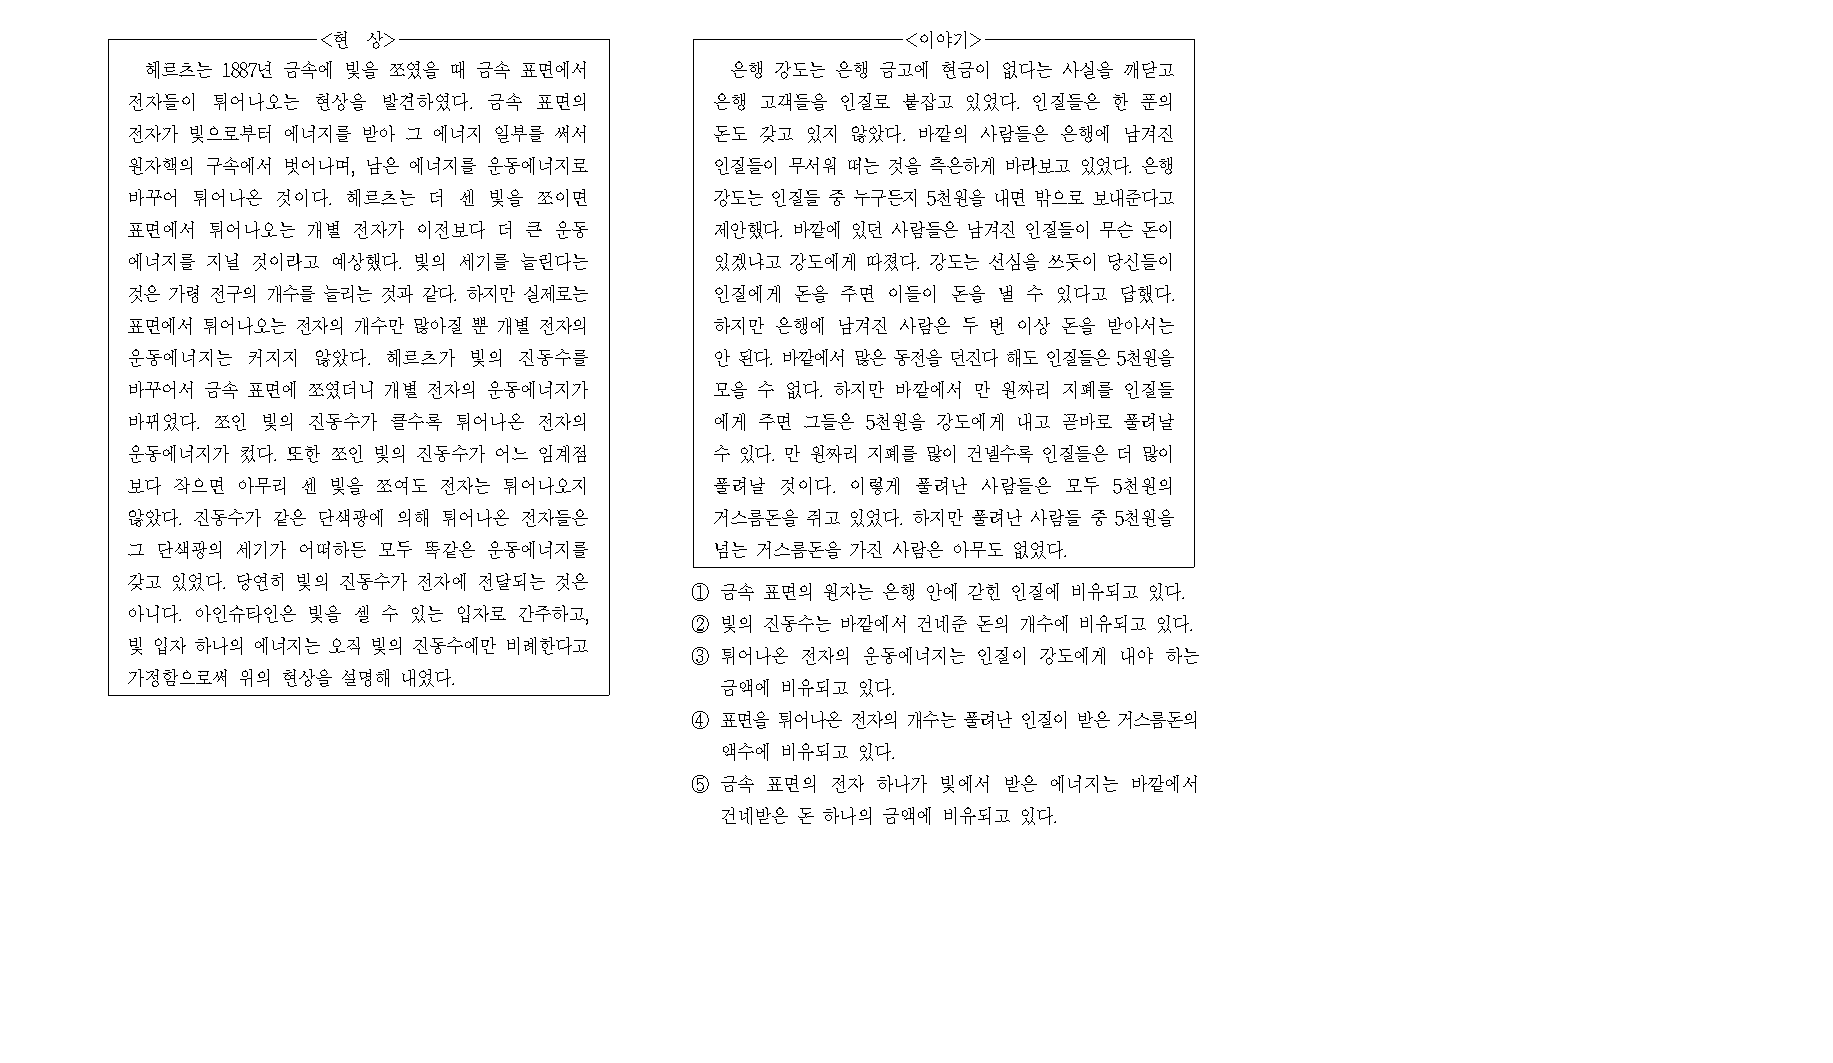 <현 상>
헤르츠는 1887년 금속에 빛을 쪼였을 때 금속 표면에서
전자들이 튀어나오는 현상을 발견하였다. 금속 표면의
전자가 빛으로부터 에너지를 받아 그 에너지 일부를 써서
원자핵의 구속에서 벗어나며, 남은 에너지를 운동에너지로
바꾸어 튀어나온 것이다. 헤르츠는 더 센 빛을 쪼이면
표면에서 튀어나오는 개별 전자가 이전보다 더 큰 운동
에너지를 지닐 것이라고 예상했다. 빛의 세기를 늘린다는
것은 가령 전구의 개수를 늘리는 것과 같다. 하지만 실제로는
표면에서 튀어나오는 전자의 개수만 많아질 뿐 개별 전자의
운동에너지는 커지지 않았다. 헤르츠가 빛의 진동수를
바꾸어서 금속 표면에 쪼였더니 개별 전자의 운동에너지가
바뀌었다. 쪼인 빛의 진동수가 클수록 튀어나온 전자의
운동에너지가 컸다. 또한 쪼인 빛의 진동수가 어느 임계점
보다 작으면 아무리 센 빛을 쪼여도 전자는 튀어나오지
않았다. 진동수가 같은 단색광에 의해 튀어나온 전자들은
그 단색광의 세기가 어떠하든 모두 똑같은 운동에너지를
갖고 있었다. 당연히 빛의 진동수가 전자에 전달되는 것은
아니다. 아인슈타인은 빛을 셀 수 있는 입자로 간주하고,
빛 입자 하나의 에너지는 오직 빛의 진동수에만 비례한다고
가정함으로써 위의 현상을 설명해 내었다.
<이야기>
은행 강도는 은행 금고에 현금이 없다는 사실을 깨닫고
은행 고객들을 인질로 붙잡고 있었다. 인질들은 한 푼의
돈도 갖고 있지 않았다. 바깥의 사람들은 은행에 남겨진
인질들이 무서워 떠는 것을 측은하게 바라보고 있었다. 은행
강도는 인질들 중 누구든지 5천원을 내면 밖으로 보내준다고
제안했다. 바깥에 있던 사람들은 남겨진 인질들이 무슨 돈이
있겠냐고 강도에게 따졌다. 강도는 선심을 쓰듯이 당신들이
인질에게 돈을 주면 이들이 돈을 낼 수 있다고 답했다.
하지만 은행에 남겨진 사람은 두 번 이상 돈을 받아서는
안 된다. 바깥에서 많은 동전을 던진다 해도 인질들은 5천원을
모을 수 없다. 하지만 바깥에서 만 원짜리 지폐를 인질들
에게 주면 그들은 5천원을 강도에게 내고 곧바로 풀려날
수 있다. 만 원짜리 지폐를 많이 건넬수록 인질들은 더 많이
풀려날 것이다. 이렇게 풀려난 사람들은 모두 5천원의
거스름돈을 쥐고 있었다. 하지만 풀려난 사람들 중 5천원을
넘는 거스름돈을 가진 사람은 아무도 없었다.
① 금속 표면의 원자는 은행 안에 갇힌 인질에 비유되고 있다.
② 빛의 진동수는 바깥에서 건네준 돈의 개수에 비유되고 있다.
③ 튀어나온 전자의 운동에너지는 인질이 강도에게 내야 하는
금액에 비유되고 있다.
④ 표면을 튀어나온 전자의 개수는 풀려난 인질이 받은 거스름돈의
액수에 비유되고 있다.
⑤ 금속 표면의 전자 하나가 빛에서 받은 에너지는 바깥에서
건네받은 돈 하나의 금액에 비유되고 있다.